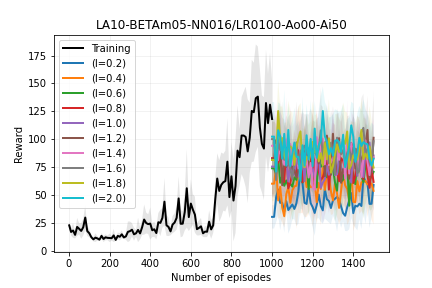 LA10-BETAm05-NN016/LR0100-Ao00-Ai50
Reward
175
150
125
100
75
50
25
0
Training
(l=0.2)
(l=0.4)
(l=0.6)
(l=0.8)
(l=1.0)
(l=1.2)
(l=1.4)
(l=1.6)
(l=1.8)
(l=2.0)
0 200 400 600 800 1000 1200 1400
Number of episodes